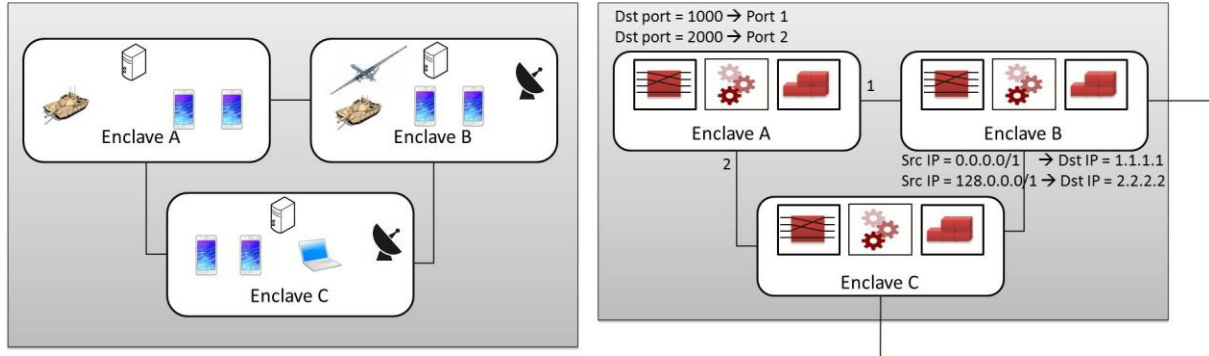 Enclave A
Enclave B
Enclave C
Dst port = 1000 → Port 1
Dst port = 2000 → Port 2
1
Enclave A
Enclave B
2
Src IP = 0.0.0.0/1 → Dst IP = 1.1.1.1
Src IP = 128.0.0.0/1 → Dst IP = 2.2.2.2
Enclave C